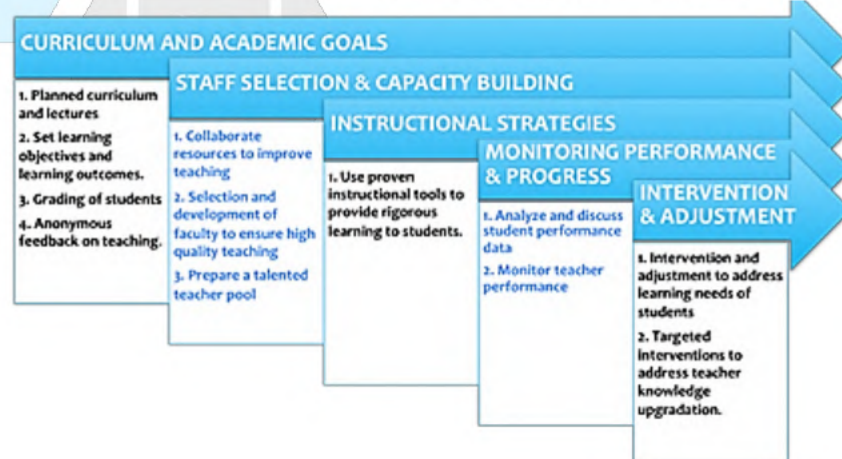 CURRICULUM AND ACADEMIC GOALS
1. Planned curriculum
and lectures
2. Set learning
objectives and
learning outcomes.
3. Grading of students
4. Anonymous
feedback on teaching.
STAFF SELECTION & CAPACITY BUILDING
1. Collaborate
resources to improve
teaching
2. Selection and
development of
faculty to ensure high
quality teaching
3. Prepare a talented
teacher pool
INSTRUCTIONAL STRATEGIES
1. Use proven
instructional tools to
provide rigorous
learning to students.
MONITORING PERFORMANCE
& PROGRESS
1. Analyze and discuss
student performance
data
2. Monitor teacher
performance
INTERVENTION
& ADJUSTMENT
1. Intervention and
adjustment to address
learning needs of
students
2. Targeted
interventions to
address teacher
knowledge
upgradation.